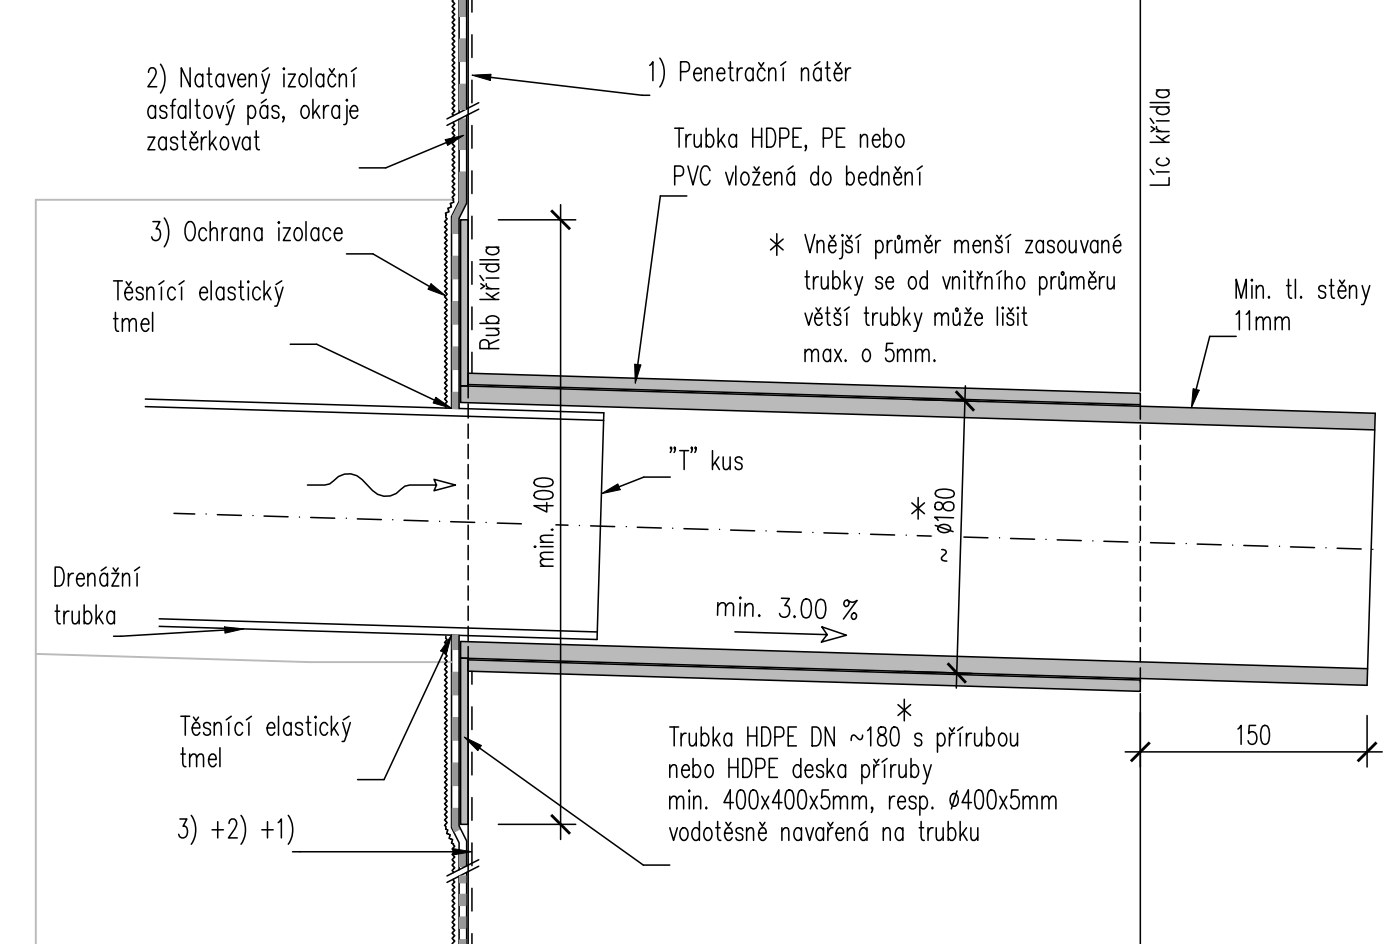 2) Natavený izolační
asfaltový pás, okraje
zastěrkovat
1) Penetrační nátěr
Trubka HDPE, PE nebo
PVC vložená do bednění
Líc křídla
3) Ochrana izolace
Těsnící elastický
tmel
Rub křídla
* Vnější průměr menší zasouvané
trubky se od vnitřního průměru
větší trubky může lišit
max. o 5mm.
Min. tl. stěny
11mm
"T" kus
min. 400
*
~ ø180
Drenážní
trubka
min. 3.00 %
Těsnící elastický
tmel
3) +2) +1)
*
Trubka HDPE DN ~180 s přírubou
nebo HDPE deska příruby
min. 400x400x5mm, resp. ø400x5mm
vodotěsně navařená na trubku
150